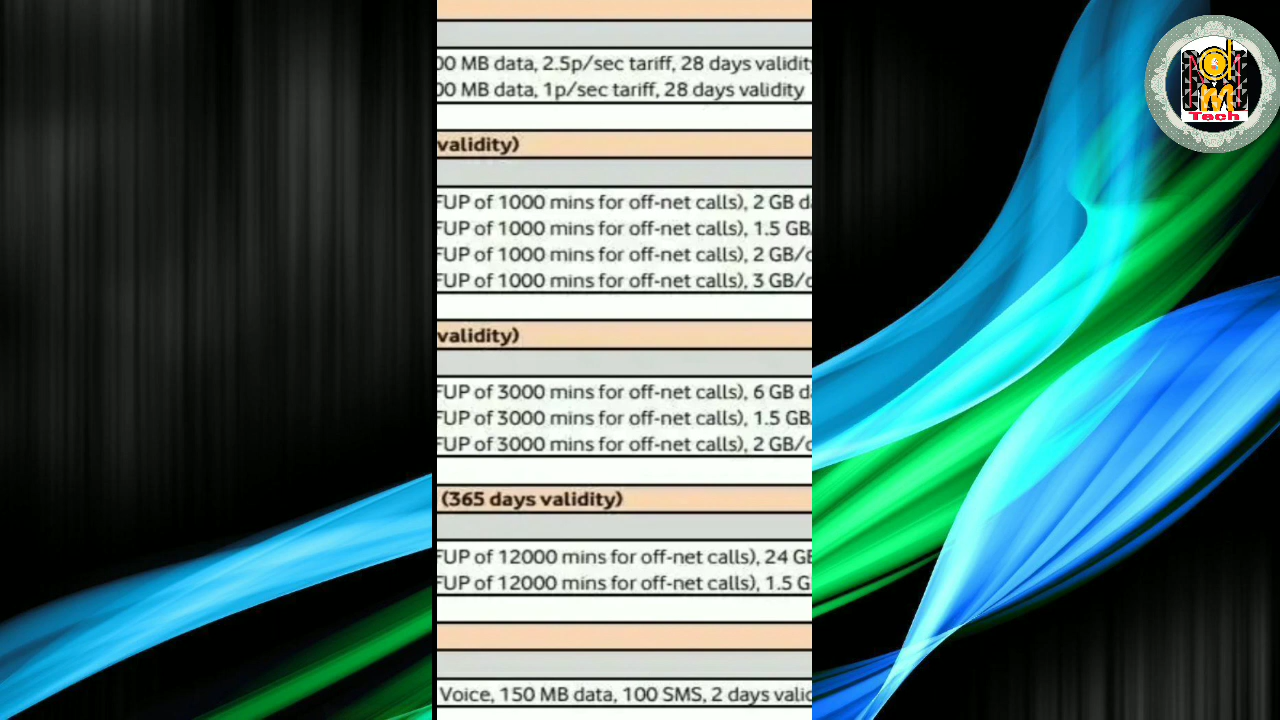 00 MB data, 2.5p/sec tariff, 28 days validity
00 MB data, 1p/sec tariff, 28 days validity
validity)
FUP of 1000 mins for off-net calls), 2 GB
FUP of 1000 mins for off-net calls), 1.5 GB
FUP of 1000 mins for off-net calls), 2 GB/
FUP of 1000 mins for off-net calls), 3 GB/
validity)
FUP of 3000 mins for off-net calls), 6 GB
FUP of 3000 mins for off-net calls), 1.5 GB
FUP of 3000 mins for off-net calls), 2 GB/
(365 days validity)
FUP of 12000 mins for off-net calls), 24 GB
FUP of 12000 mins for off-net calls), 1.5 G
Voice, 150 MB data, 100 SMS, 2 days valid
Tech